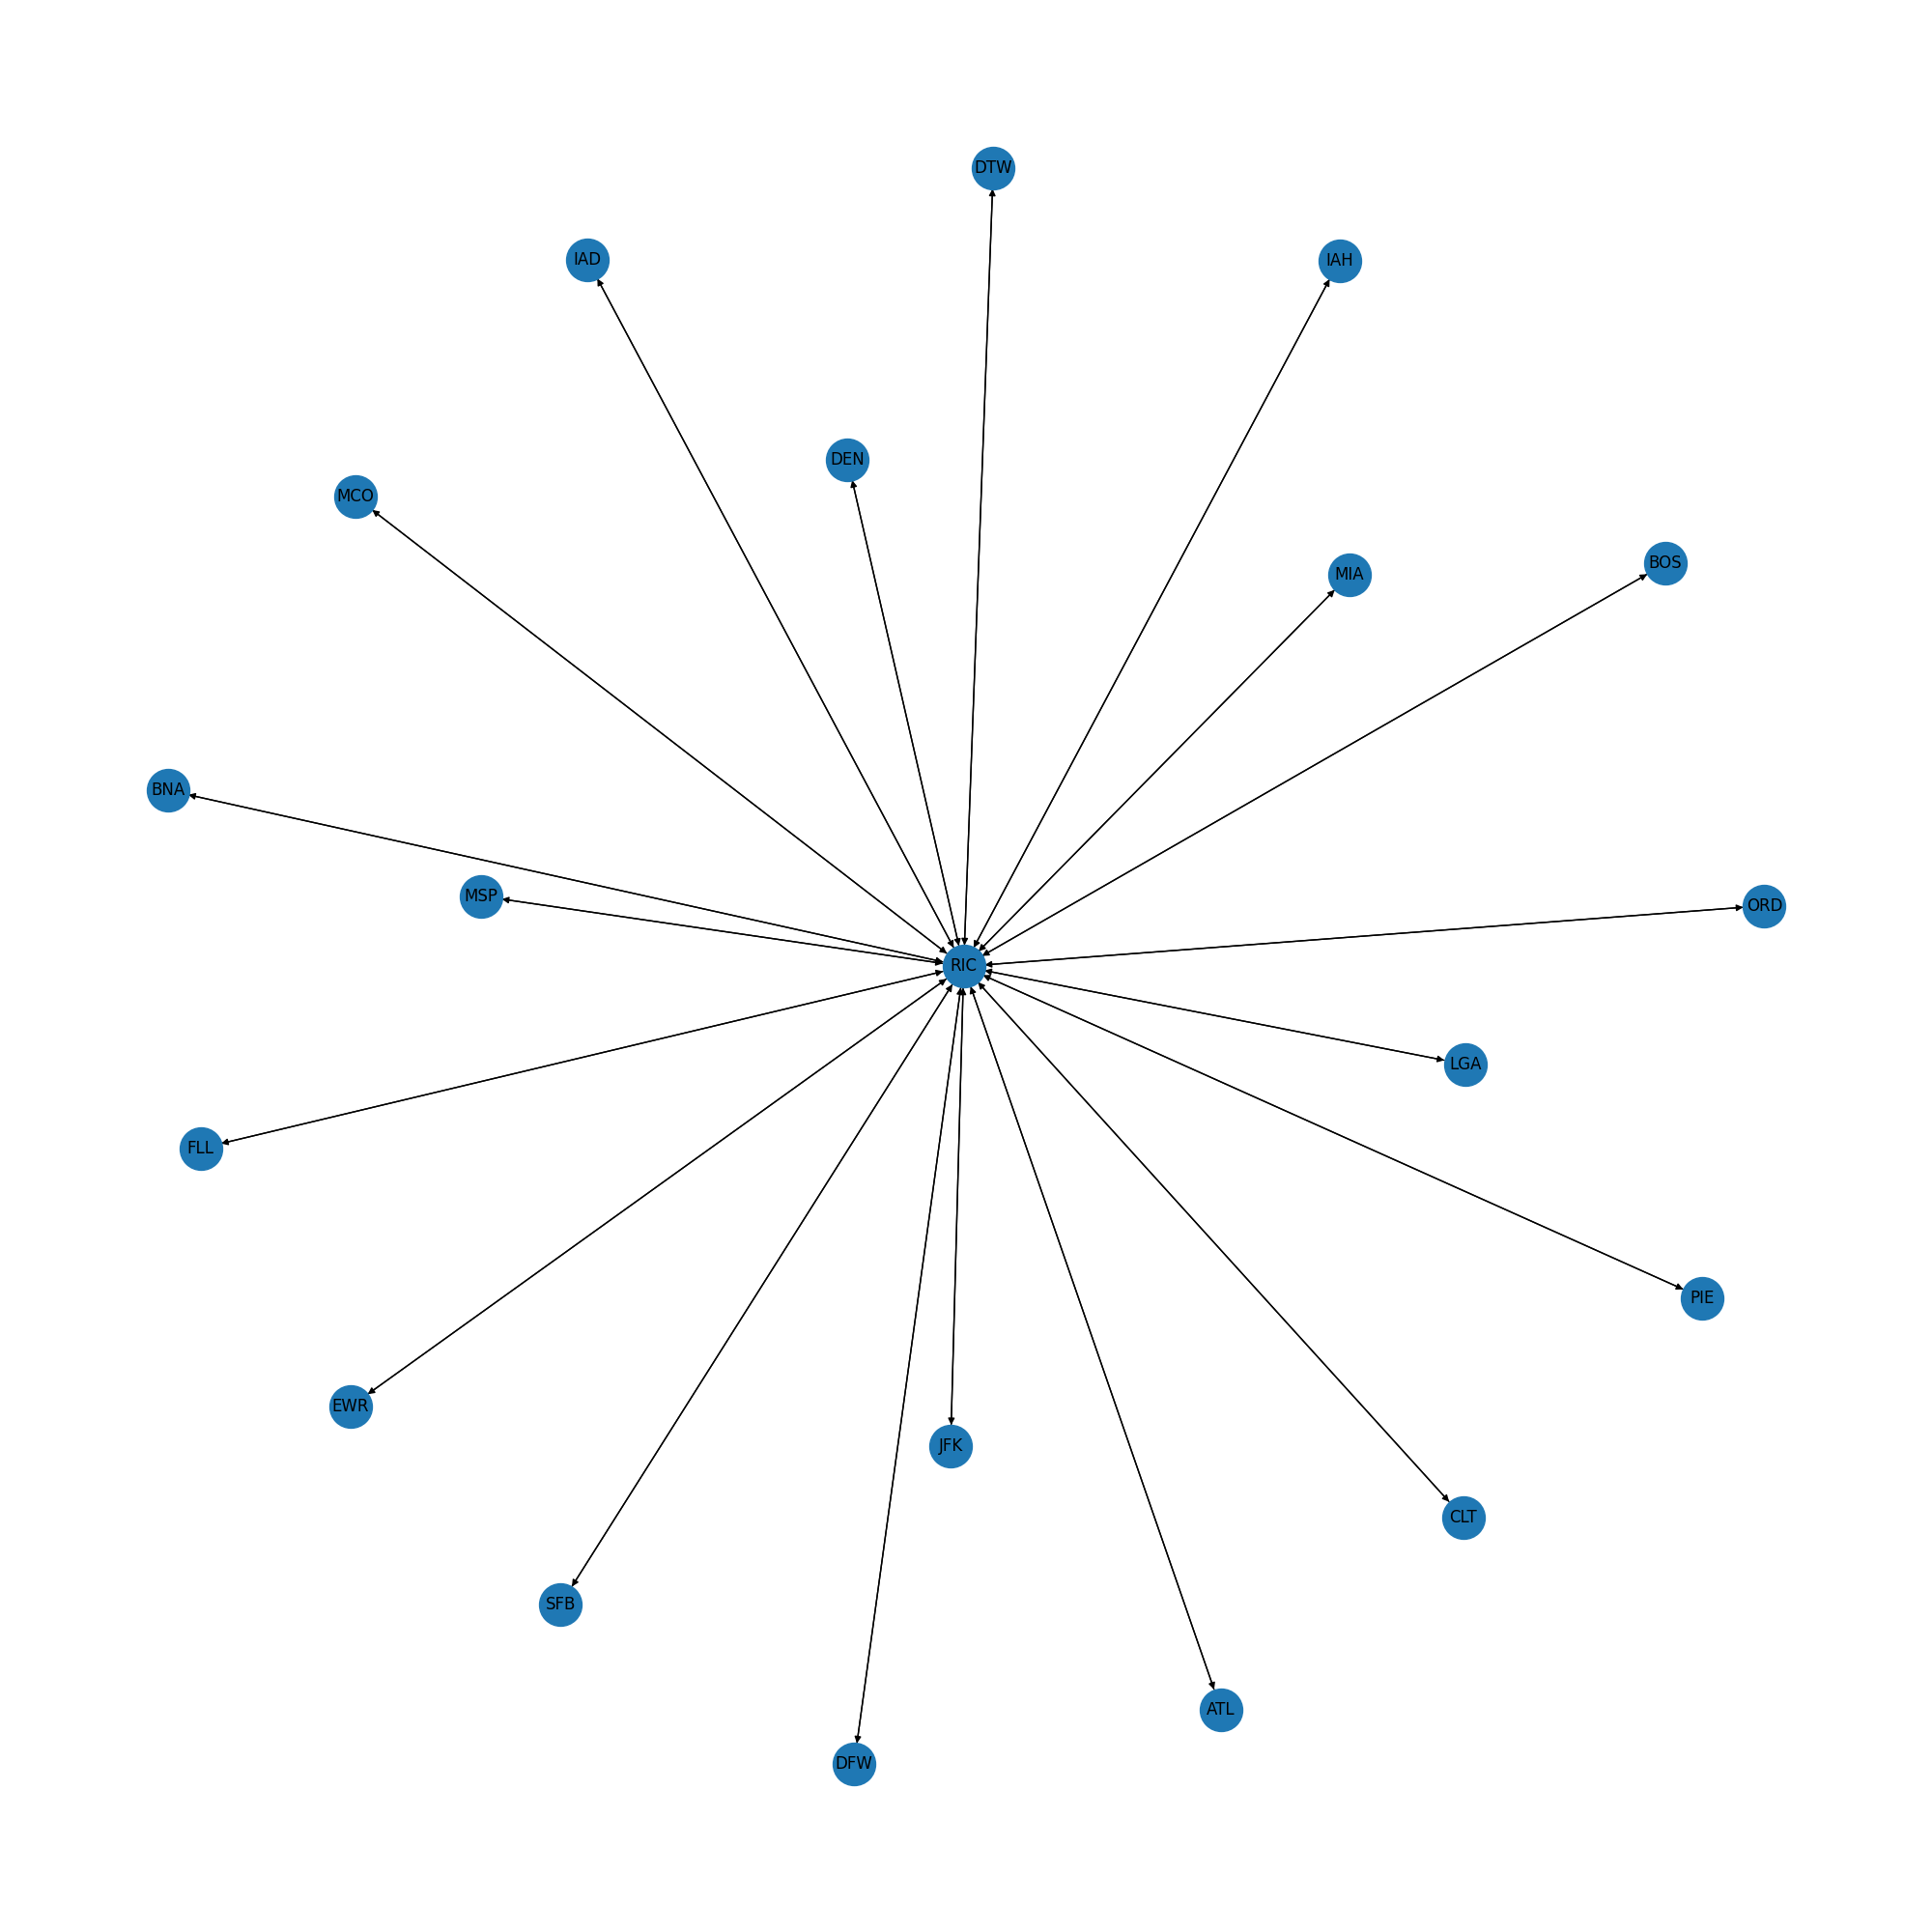 DTW
IAD
IAH
DEN
MCO
BOS
MIA
BNA
MSP
ORD
RIC
LGA
FLL
PIE
EWR
JFK
CLT
SFB
ATL
DFW